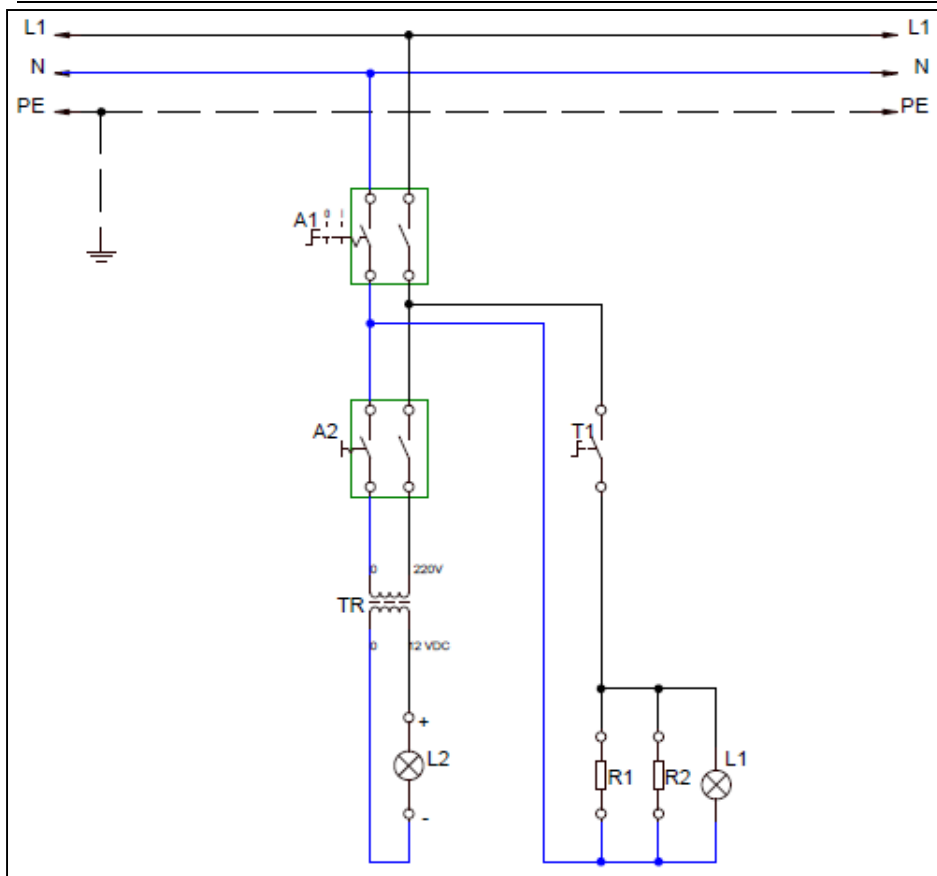 L1 L1
N N
PE PE
A1 0 I
A2 T1
0 220V
TR
0 12 VDC
+
L2 L1
R1 R2
-